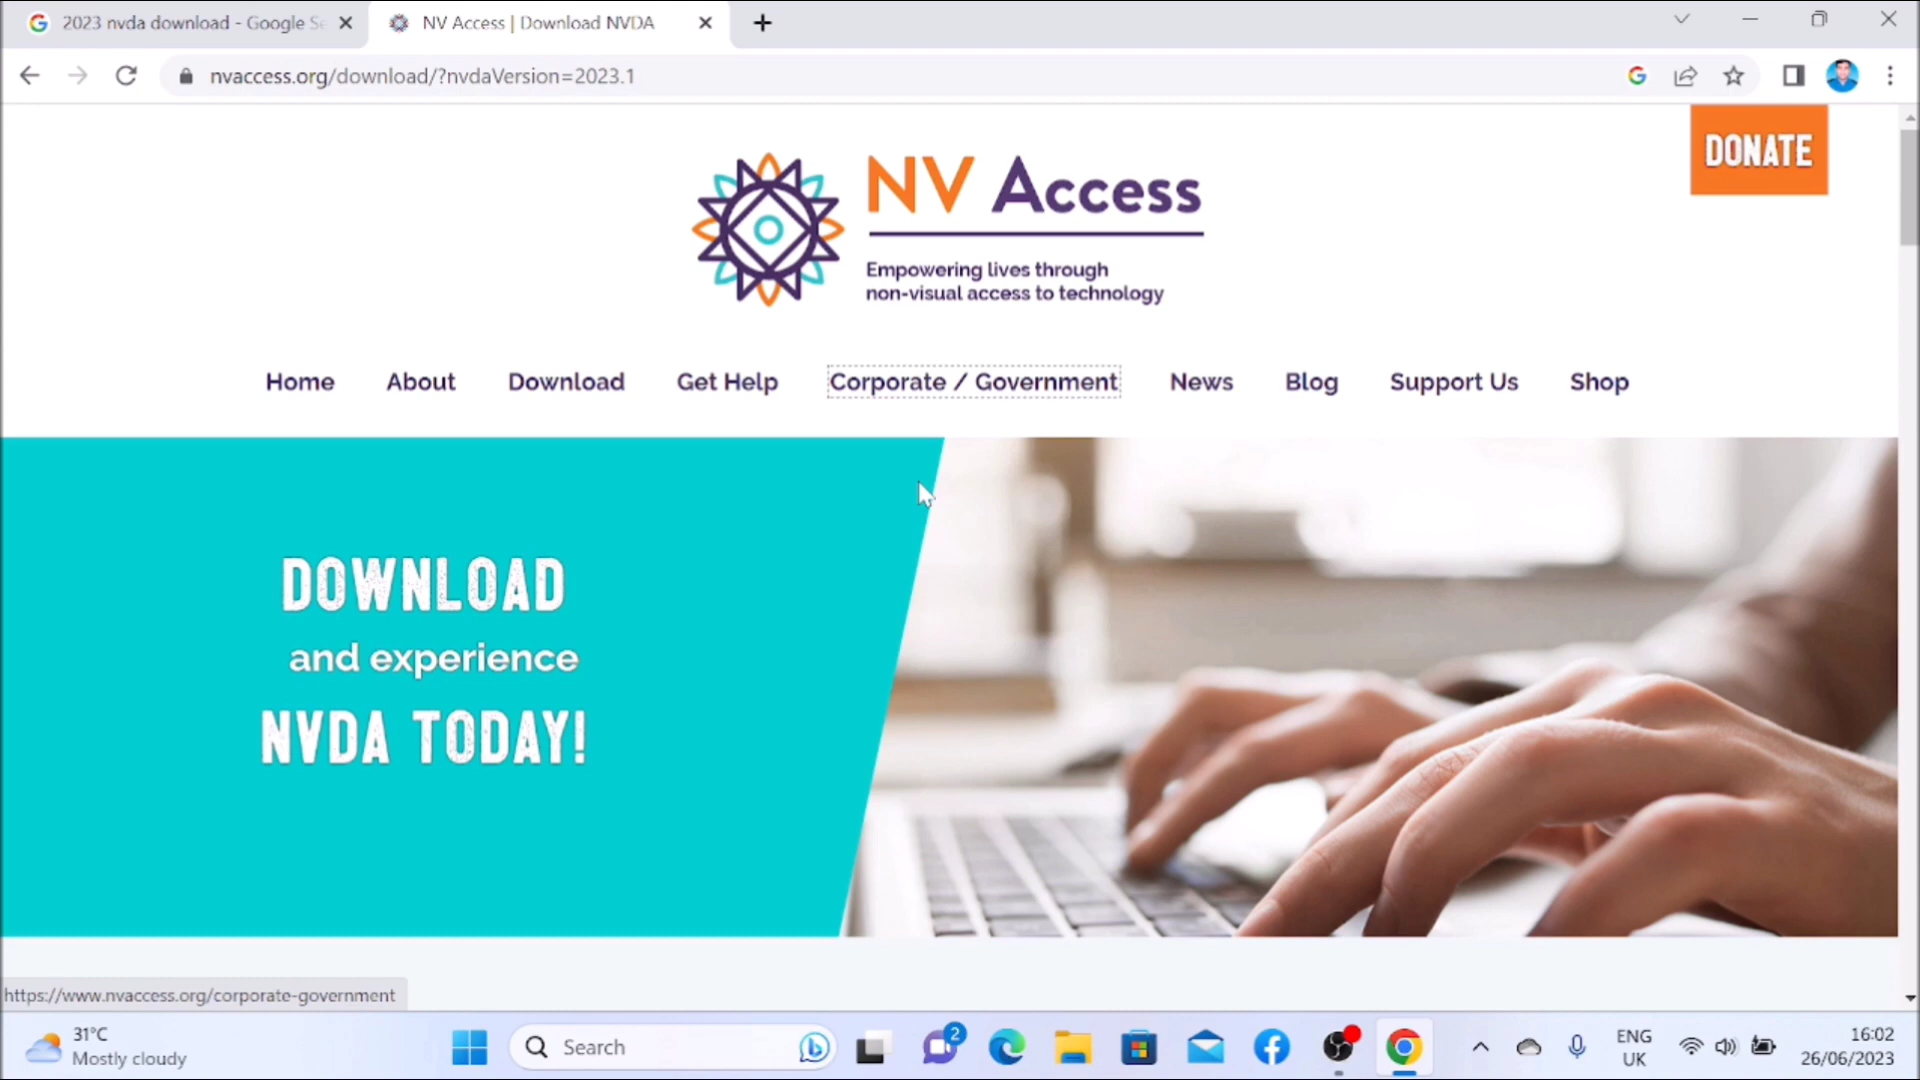 2023 nvda download - Google Se
NV Access | Download NVDA
nvaccess.org/download/?nvdaVersion=2023.1
DONATE
NV Access
Empowering lives through
non-visual access to technology
Home About Download Get Help Corporate / Government News Blog Support Us Shop
DOWNLOAD
and experience
NVDA TODAY!
https://www.nvaccess.org/corporate-government
31°C
Mostly cloudy
Search
2
ENG
UK
16:02
26/06/2023